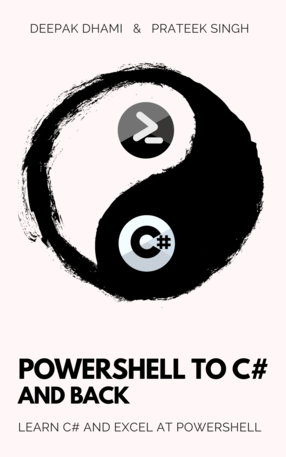 DEEPAK DHAMI & PRATEEK SINGH
C#
POWERSHELL TO C#
AND BACK
LEARN C# AND EXCEL AT POWERSHELL